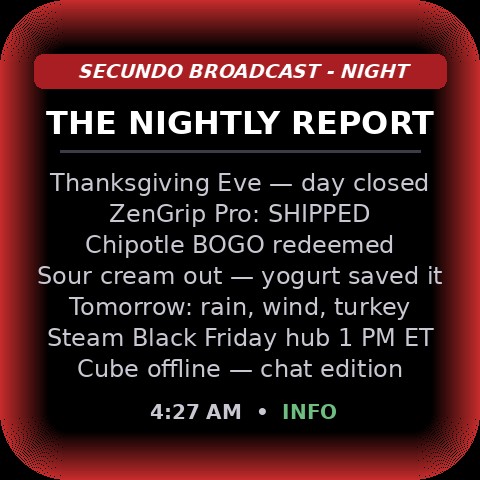 SECUNDO BROADCAST - NIGHT
THE NIGHTLY REPORT
Thanksgiving Eve — day closed
ZenGrip Pro: SHIPPED
Chipotle BOGO redeemed
Sour cream out — yogurt saved it
Tomorrow: rain, wind, turkey
Steam Black Friday hub 1 PM ET
Cube offline — chat edition
4:27 AM • INFO